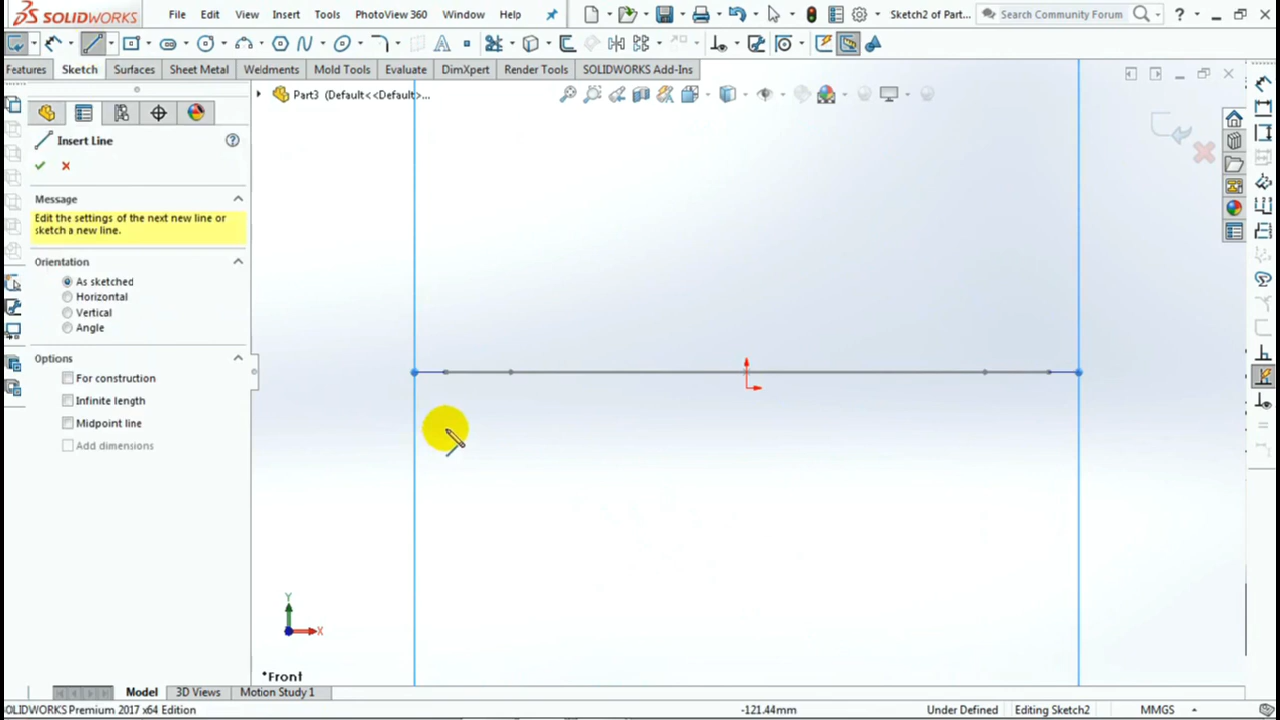 SOLIDWORKS File Edit View Insert Tools PhotoView 360 Window Help Sketch2 of Part... Search Community Forum ?
Features Sketch Surfaces Sheet Metal Weldments Mold Tools Evaluate DimXpert Render Tools SOLIDWORKS Add-Ins
Part3 (Default<<Default>...
Insert Line
Message
Edit the settings of the next new line or
sketch a new line.
Orientation
As sketched
Horizontal
Vertical
Angle
Options
For construction
Infinite length
Midpoint line
Add dimensions
Y
X
*Front
Model 3D Views Motion Study 1
OLIDWORKS Premium 2017 x64 Edition -121.44mm Under Defined Editing Sketch2 MMGS